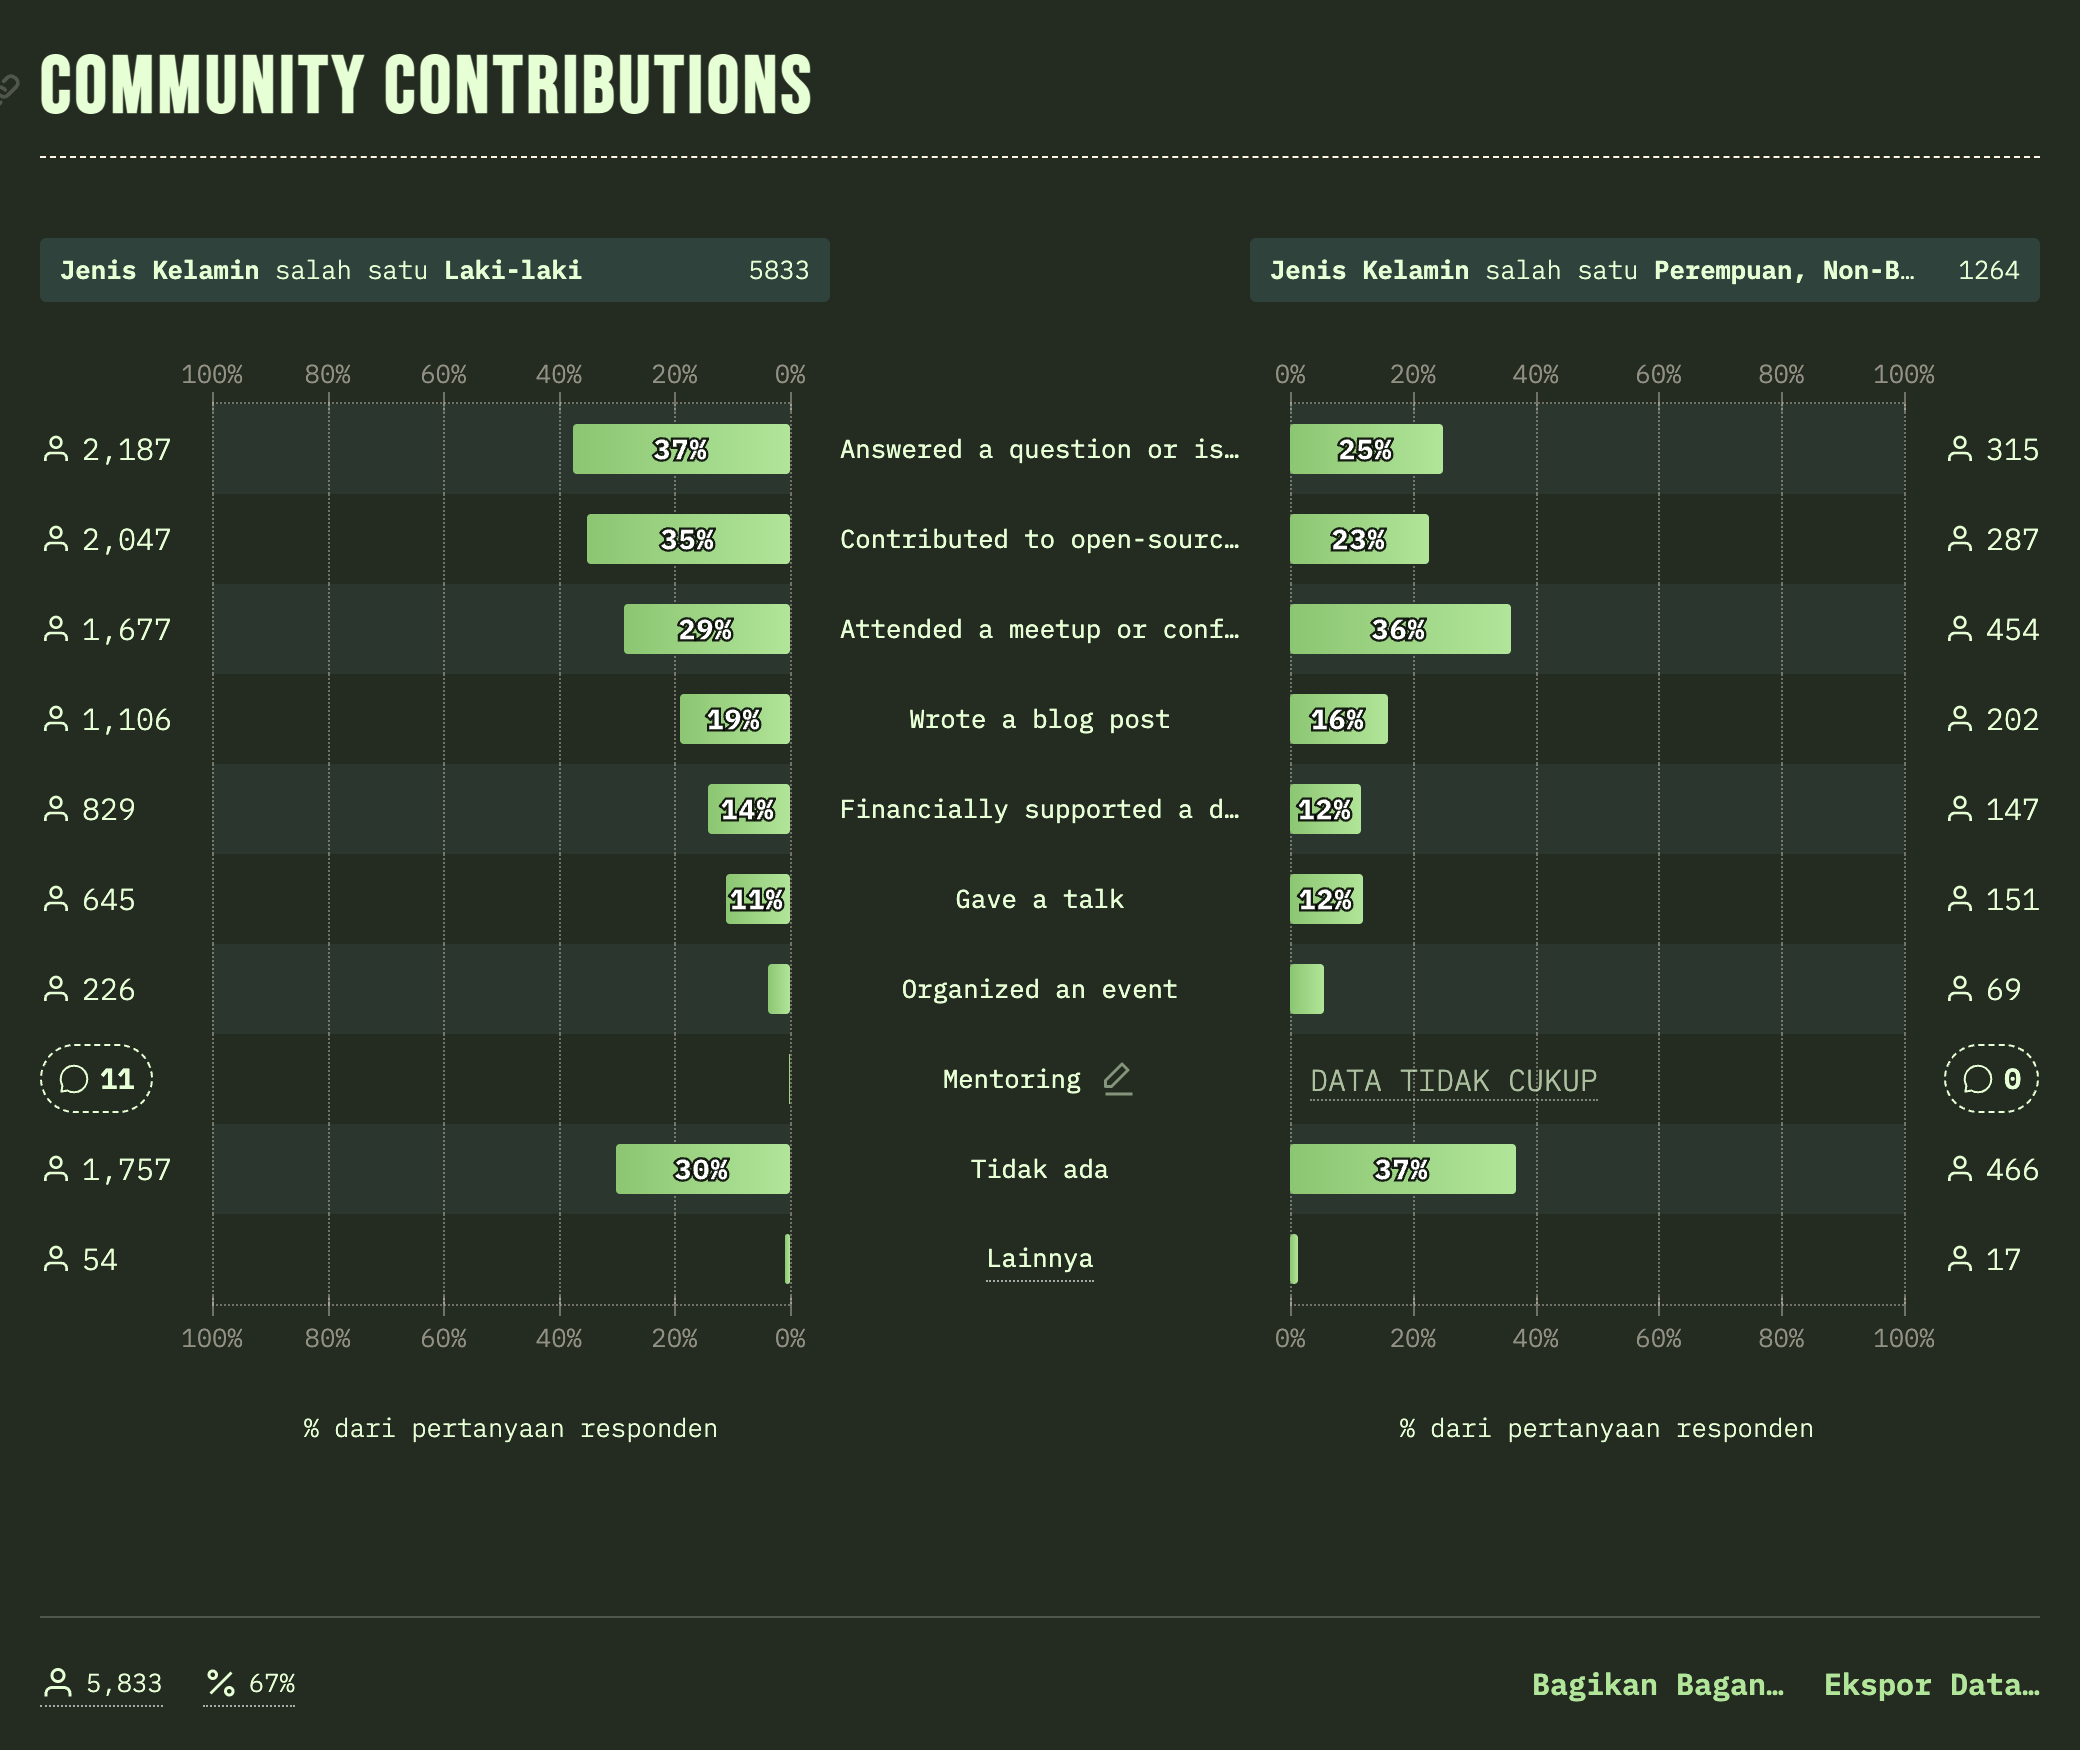 COMMUNITY CONTRIBUTIONS
Jenis Kelamin salah satu Laki-laki 5833
Jenis Kelamin salah satu Perempuan, Non-B… 1264
100% 80% 60% 40% 20% 0%
0% 20% 40% 60% 80% 100%
2,187 37% Answered a question or is… 25% 315
2,047 35% Contributed to open-sourc… 23% 287
1,677 29% Attended a meetup or conf… 36% 454
1,106 19% Wrote a blog post 16% 202
829 14% Financially supported a d… 12% 147
645 11% Gave a talk 12% 151
226 Organized an event 69
11 Mentoring DATA TIDAK CUKUP 0
1,757 30% Tidak ada 37% 466
54 Lainnya 17
100% 80% 60% 40% 20% 0%
0% 20% 40% 60% 80% 100%
% dari pertanyaan responden
% dari pertanyaan responden
5,833 67%
Bagikan Bagan… Ekspor Data…